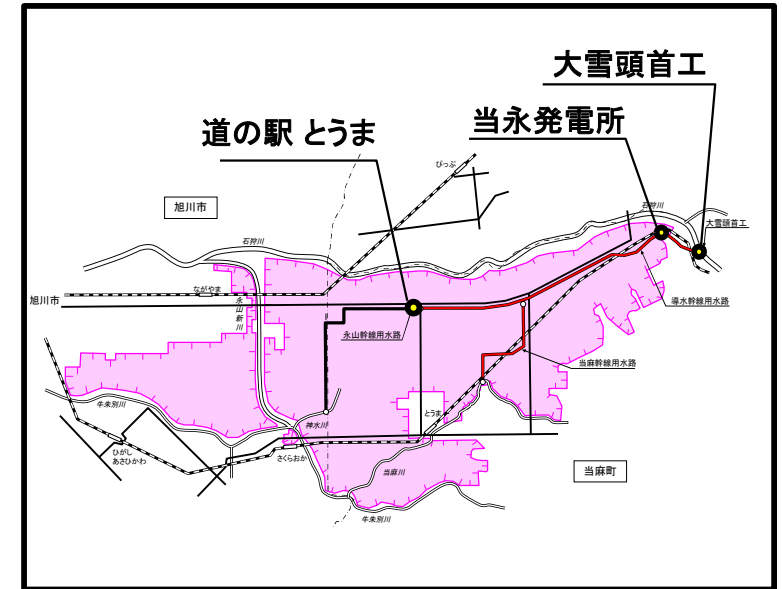 大雪頭首工
当永発電所
道の駅 とうま
ぴっぷ
旭川市
石狩川
大雪頭首工
石狩川
ながやま
旭川市
永山新川
導水幹線用水路
永山幹線用水路
当麻幹線用水路
牛朱別川
神水川
とうま
ひがし
あさひかわ
さくらおか
当麻川
当麻町
牛朱別川